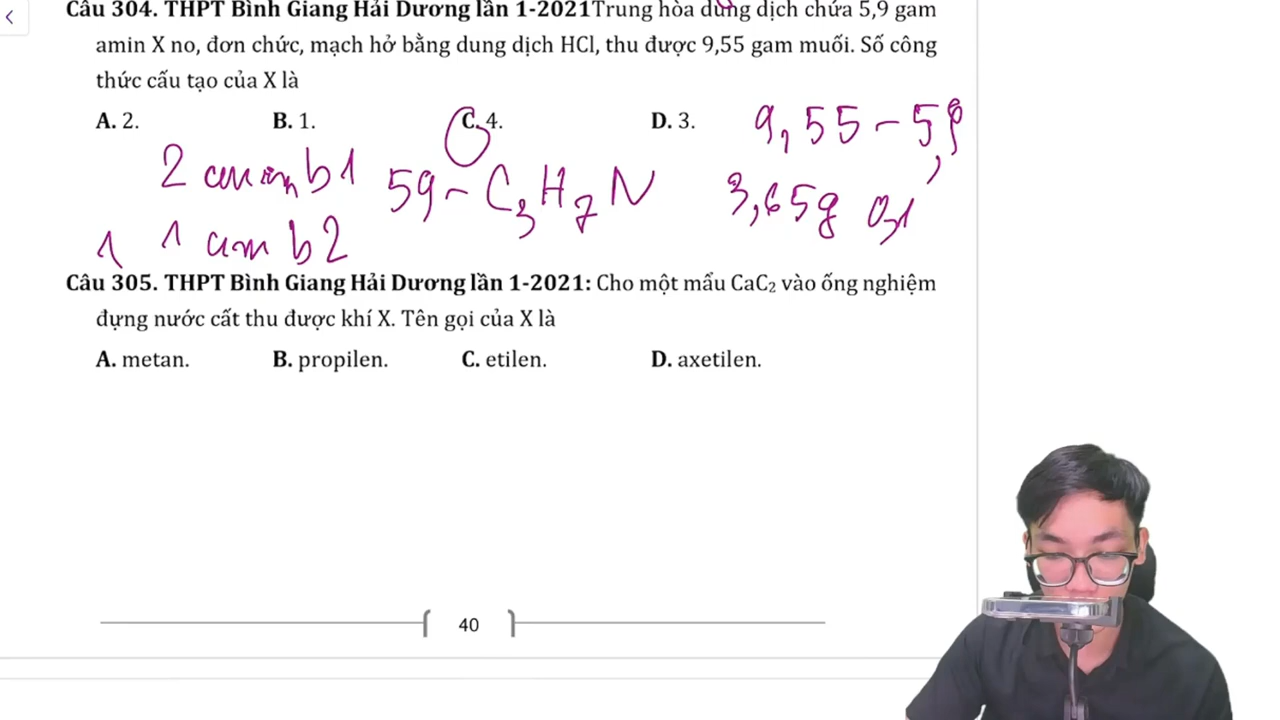 Câu 304. THPT Bình Giang Hải Dương lần 1-2021Trung hòa dung dịch chứa 5,9 gam
amin X no, đơn chức, mạch hở bằng dung dịch HCl, thu được 9,55 gam muối. Số công
thức cấu tạo của X là
A. 2. B. 1. C. 4. D. 3.
9,55 - 5,9
2 amin b1 59 - C3H7N 3,65g 0,1
1 1 am b2
Câu 305. THPT Bình Giang Hải Dương lần 1-2021: Cho một mẩu CaC₂ vào ống nghiệm
đựng nước cất thu được khí X. Tên gọi của X là
A. metan. B. propilen. C. etilen. D. axetilen.
40